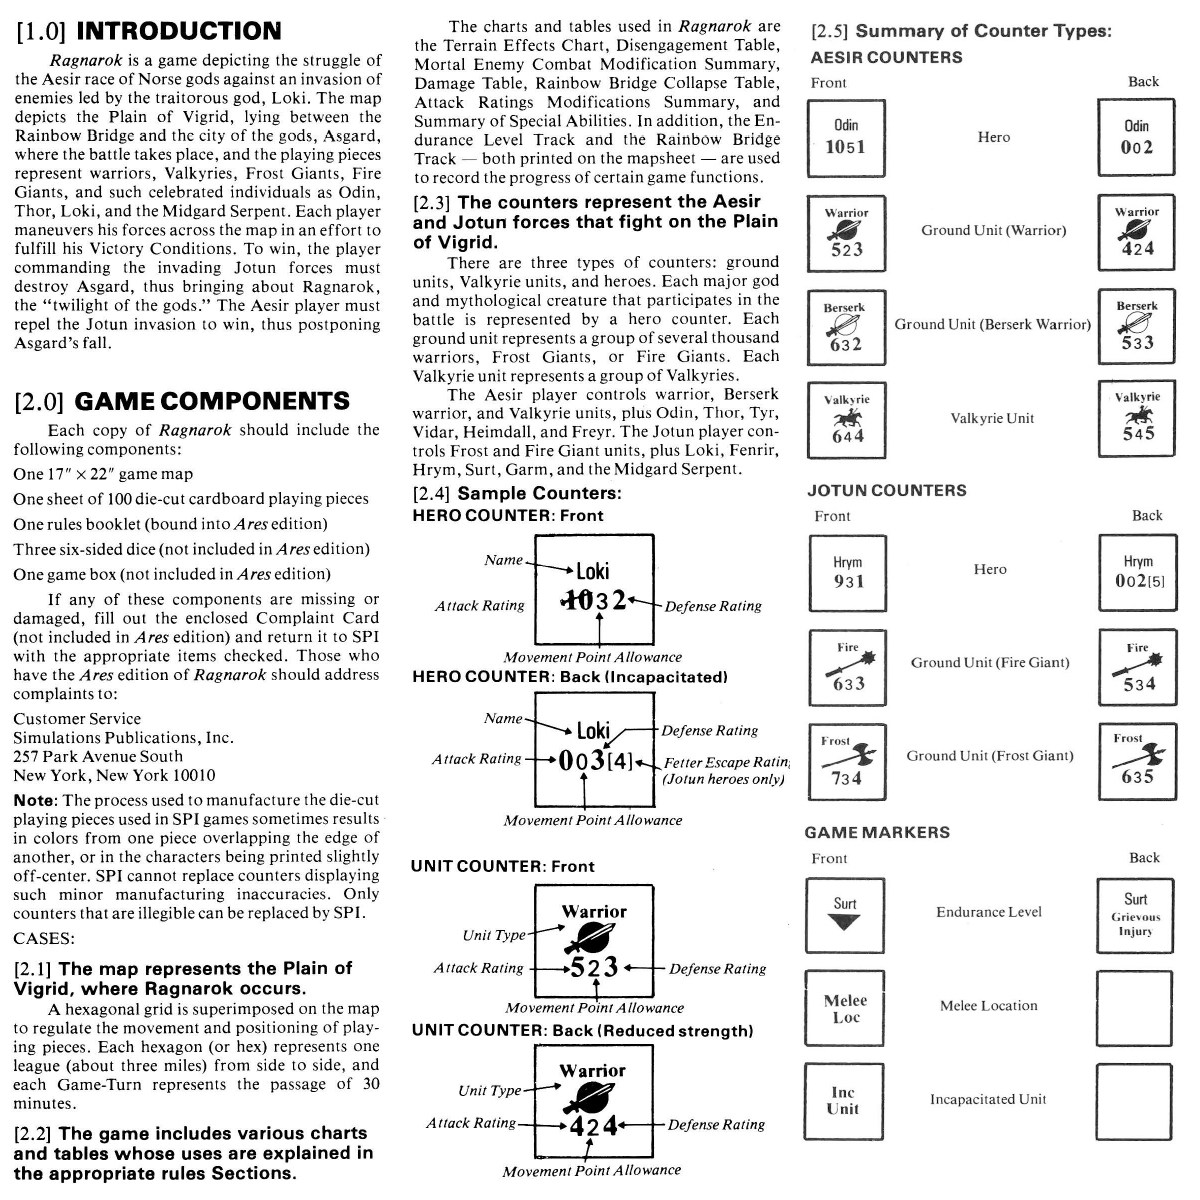 [1.0] INTRODUCTION
Ragnarok is a game depicting the struggle of
the Aesir race of Norse gods against an invasion of
enemies led by the traitorous god, Loki. The map
depicts the Plain of Vigrid, lying between the
Rainbow Bridge and the city of the gods, Asgard,
where the battle takes place, and the playing pieces
represent warriors, Valkyries, Frost Giants, Fire
Giants, and such celebrated individuals as Odin,
Thor, Loki, and the Midgard Serpent. Each player
maneuvers his forces across the map in an effort to
fulfill his Victory Conditions. To win, the player
commanding the invading Jotun forces must
destroy Asgard, thus bringing about Ragnarok,
the “twilight of the gods.” The Aesir player must
repel the Jotun invasion to win, thus postponing
Asgard’s fall.
[2.0] GAME COMPONENTS
Each copy of Ragnarok should include the
following components:
One 17″ × 22″ game map
One sheet of 100 die-cut cardboard playing pieces
One rules booklet (bound into Ares edition)
Three six-sided dice (not included in Ares edition)
One game box (not included in Ares edition)
If any of these components are missing or
damaged, fill out the enclosed Complaint Card
(not included in Ares edition) and return it to SPI
with the appropriate items checked. Those who
have the Ares edition of Ragnarok should address
complaints to:
Customer Service
Simulations Publications, Inc.
257 Park Avenue South
New York, New York 10010
Note: The process used to manufacture the die-cut
playing pieces used in SPI games sometimes results
in colors from one piece overlapping the edge of
another, or in the characters being printed slightly
off-center. SPI cannot replace counters displaying
such minor manufacturing inaccuracies. Only
counters that are illegible can be replaced by SPI.
CASES:
[2.1] The map represents the Plain of
Vigrid, where Ragnarok occurs.
A hexagonal grid is superimposed on the map
to regulate the movement and positioning of play-
ing pieces. Each hexagon (or hex) represents one
league (about three miles) from side to side, and
each Game-Turn represents the passage of 30
minutes.
[2.2] The game includes various charts
and tables whose uses are explained in
the appropriate rules Sections.
The charts and tables used in Ragnarok are
the Terrain Effects Chart, Disengagement Table,
Mortal Enemy Combat Modification Summary,
Damage Table, Rainbow Bridge Collapse Table,
Attack Ratings Modifications Summary, and
Summary of Special Abilities. In addition, the En-
durance Level Track and the Rainbow Bridge
Track — both printed on the mapsheet — are used
to record the progress of certain game functions.
[2.3] The counters represent the Aesir
and Jotun forces that fight on the Plain
of Vigrid.
There are three types of counters: ground
units, Valkyrie units, and heroes. Each major god
and mythological creature that participates in the
battle is represented by a hero counter. Each
ground unit represents a group of several thousand
warriors, Frost Giants, or Fire Giants. Each
Valkyrie unit represents a group of Valkyries.
The Aesir player controls warrior, Berserk
warrior, and Valkyrie units, plus Odin, Thor, Tyr,
Vidar, Heimdall, and Freyr. The Jotun player con-
trols Frost and Fire Giant units, plus Loki, Fenrir,
Hrym, Surt, Garm, and the Midgard Serpent.
[2.4] Sample Counters:
HERO COUNTER: Front
Name
Loki
Attack Rating
1032
Defense Rating
Movement Point Allowance
HERO COUNTER: Back (Incapacitated)
Name
Loki
Defense Rating
Attack Rating
003[4]
Fetter Escape Ratin
(Jotun heroes only)
Movement Point Allowance
UNIT COUNTER: Front
Warrior
Unit Type
Attack Rating
523
Defense Rating
Movement Point Allowance
UNIT COUNTER: Back (Reduced strength)
Warrior
Unit Type
Attack Rating
424
Defense Rating
Movement Point Allowance
[2.5] Summary of Counter Types:
AESIR COUNTERS
Front Back
Odin
1051
Hero
Odin
002
Warrior
523
Ground Unit (Warrior)
Warrior
424
Berserk
632
Ground Unit (Berserk Warrior)
Berserk
533
Valkyrie
644
Valkyrie Unit
Valkyrie
545
JOTUN COUNTERS
Front Back
Hrym
931
Hero
Hrym
002[5]
Fire
633
Ground Unit (Fire Giant)
Fire
534
Frost
734
Ground Unit (Frost Giant)
Frost
635
GAME MARKERS
Front Back
Surt
Endurance Level
Surt
Grievous
Injury
Melee
Loc
Melee Location
Inc
Unit
Incapacitated Unit